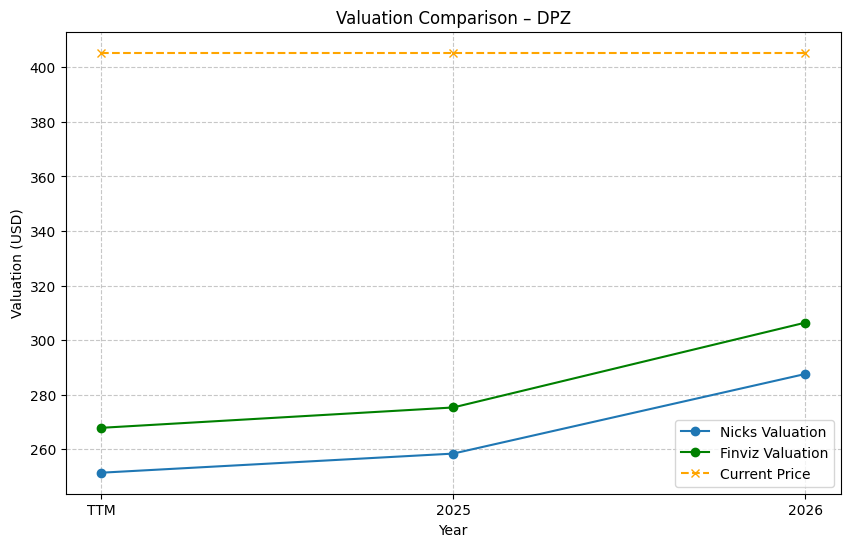 Valuation Comparison – DPZ
Valuation (USD)
400
380
360
340
320
300
280
260
TTM
2025
2026
Year
Nicks Valuation
Finviz Valuation
Current Price